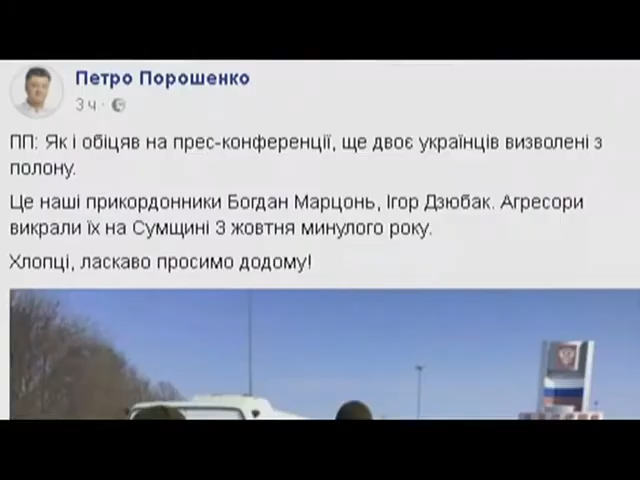 Петро Порошенко
3 ч ·
ПП: Як і обіцяв на прес-конференції, ще двоє українців визволені з
полону.
Це наші прикордонники Богдан Марцонь, Ігор Дзюбак. Агресори
викрали їх на Сумщині 3 жовтня минулого року.
Хлопці, ласкаво просимо додому!